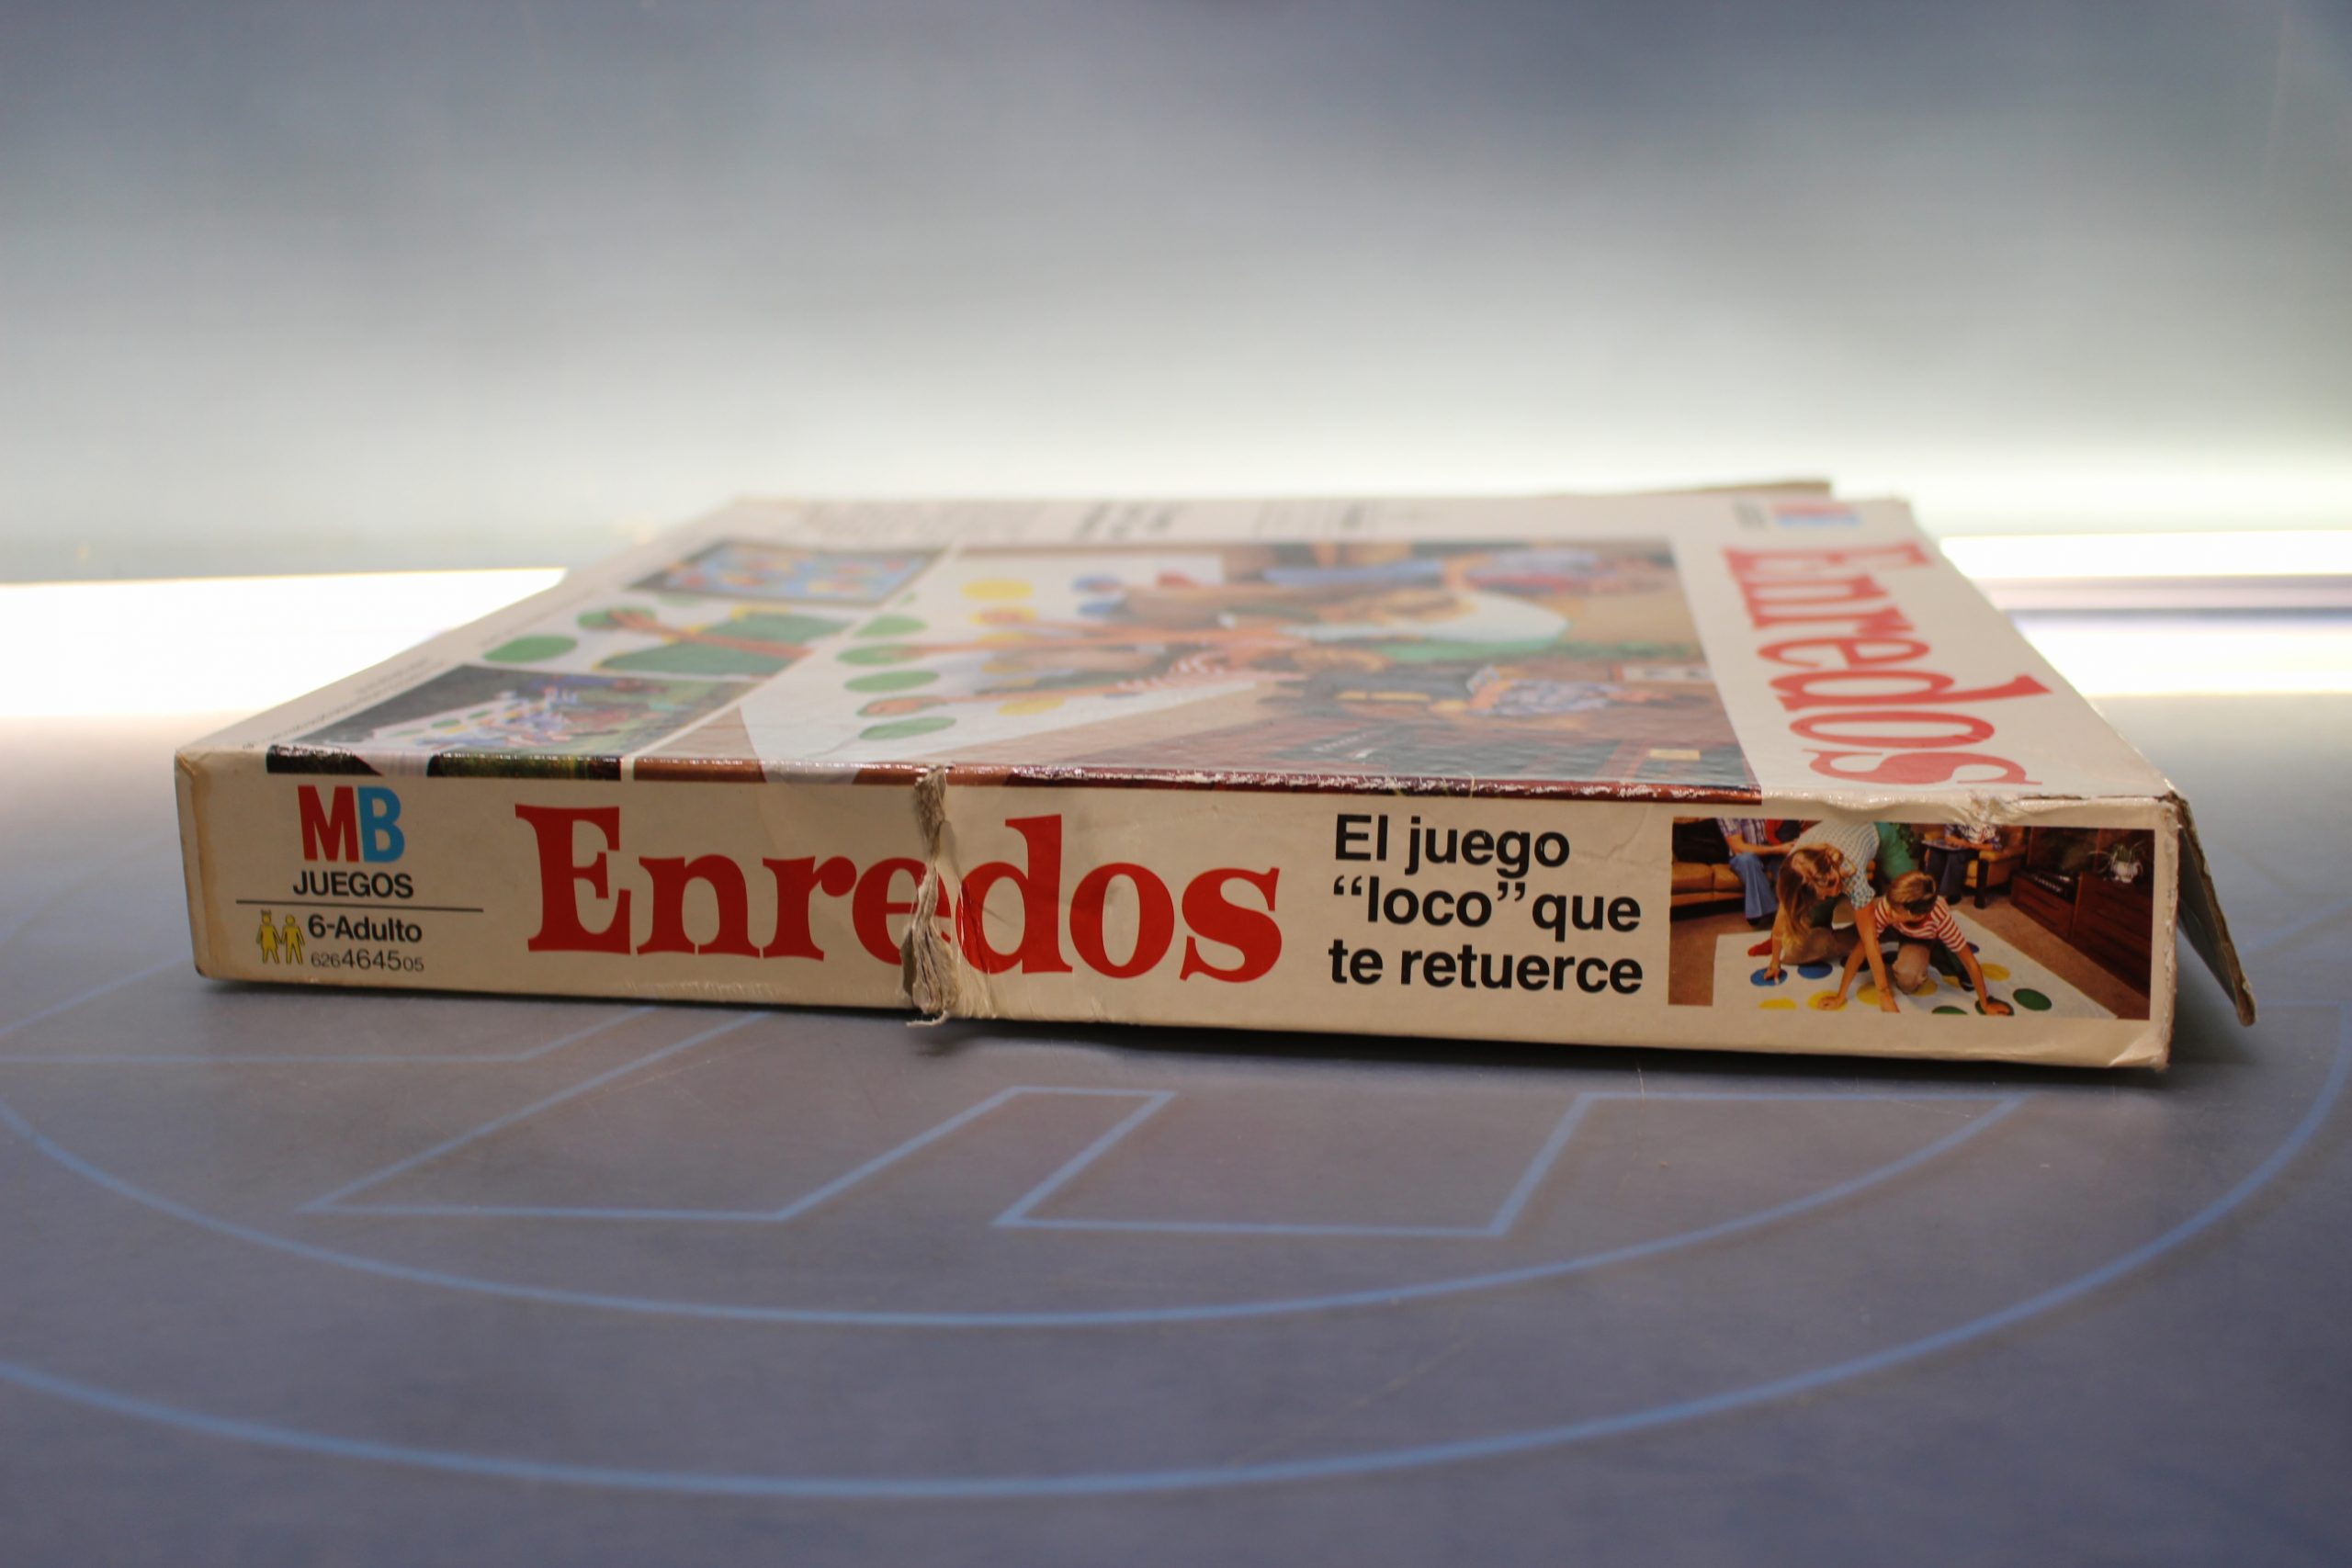 Enredos
MB
JUEGOS
6-Adulto
626464505
Enredos
El juego
“loco” que
te retuerce